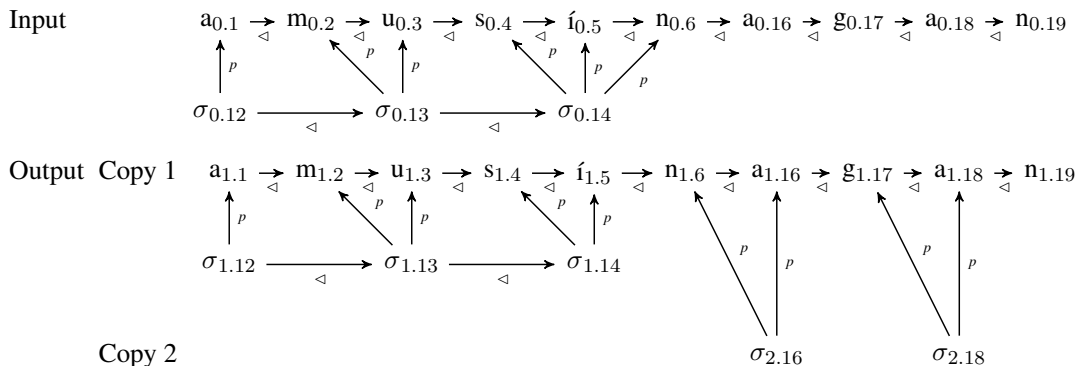 Input a0.1 ◁ m0.2 ◁ u0.3 ◁ s0.4 ◁ í0.5 ◁ n0.6 ◁ a0.16 ◁ g0.17 ◁ a0.18 ◁ n0.19
p p p p p p
σ0.12 ◁ σ0.13 ◁ σ0.14
Output Copy 1 a1.1 ◁ m1.2 ◁ u1.3 ◁ s1.4 ◁ í1.5 ◁ n1.6 ◁ a1.16 ◁ g1.17 ◁ a1.18 ◁ n1.19
p p p p p p p p p
σ1.12 ◁ σ1.13 ◁ σ1.14
Copy 2 σ2.16 σ2.18